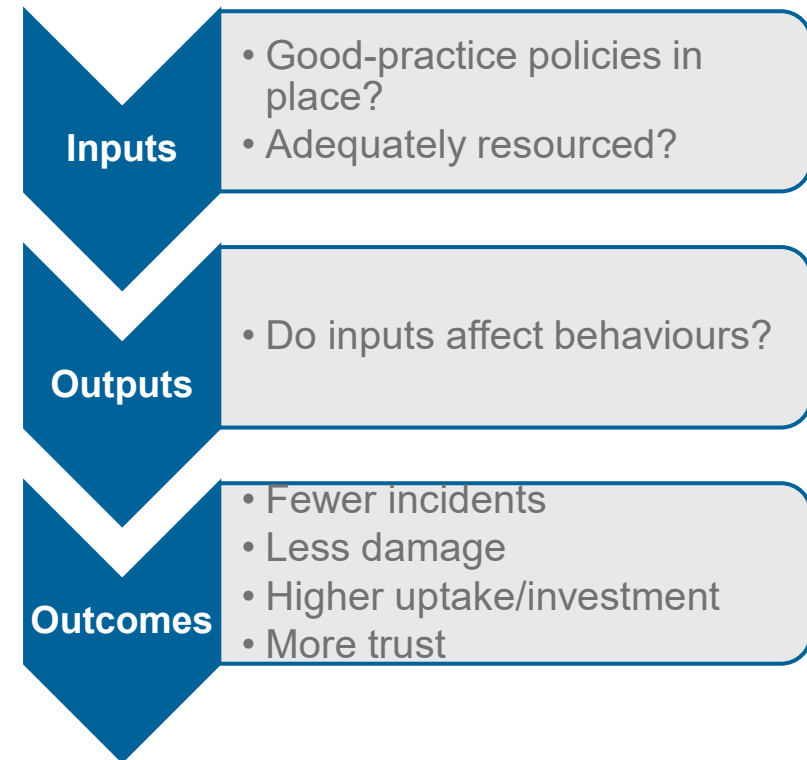 Inputs
• Good-practice policies in
place?
• Adequately resourced?
Outputs
• Do inputs affect behaviours?
Outcomes
• Fewer incidents
• Less damage
• Higher uptake/investment
• More trust